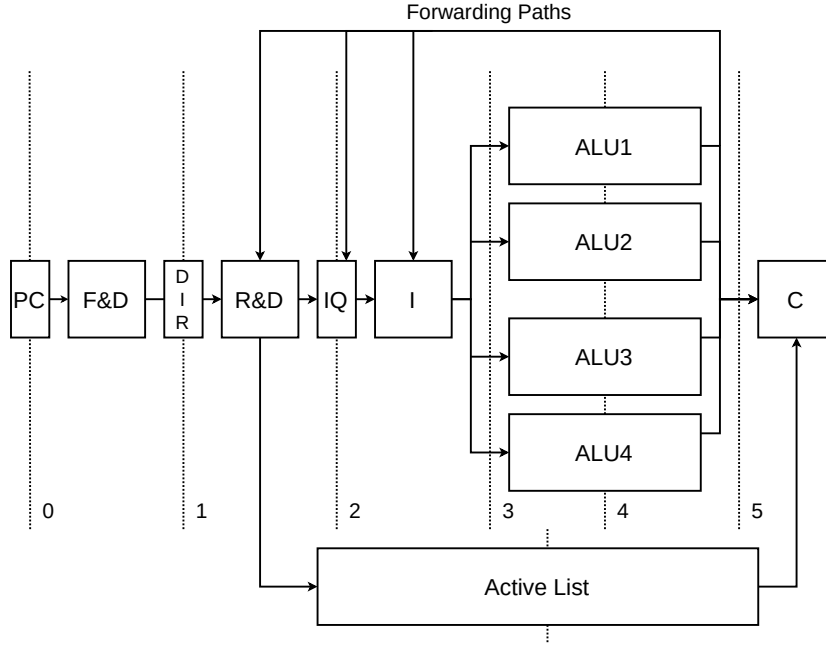 Forwarding Paths
ALU1
ALU2
PC
F&D
D
I
R
R&D
IQ
I
C
ALU3
ALU4
0
1
2
3
4
5
Active List